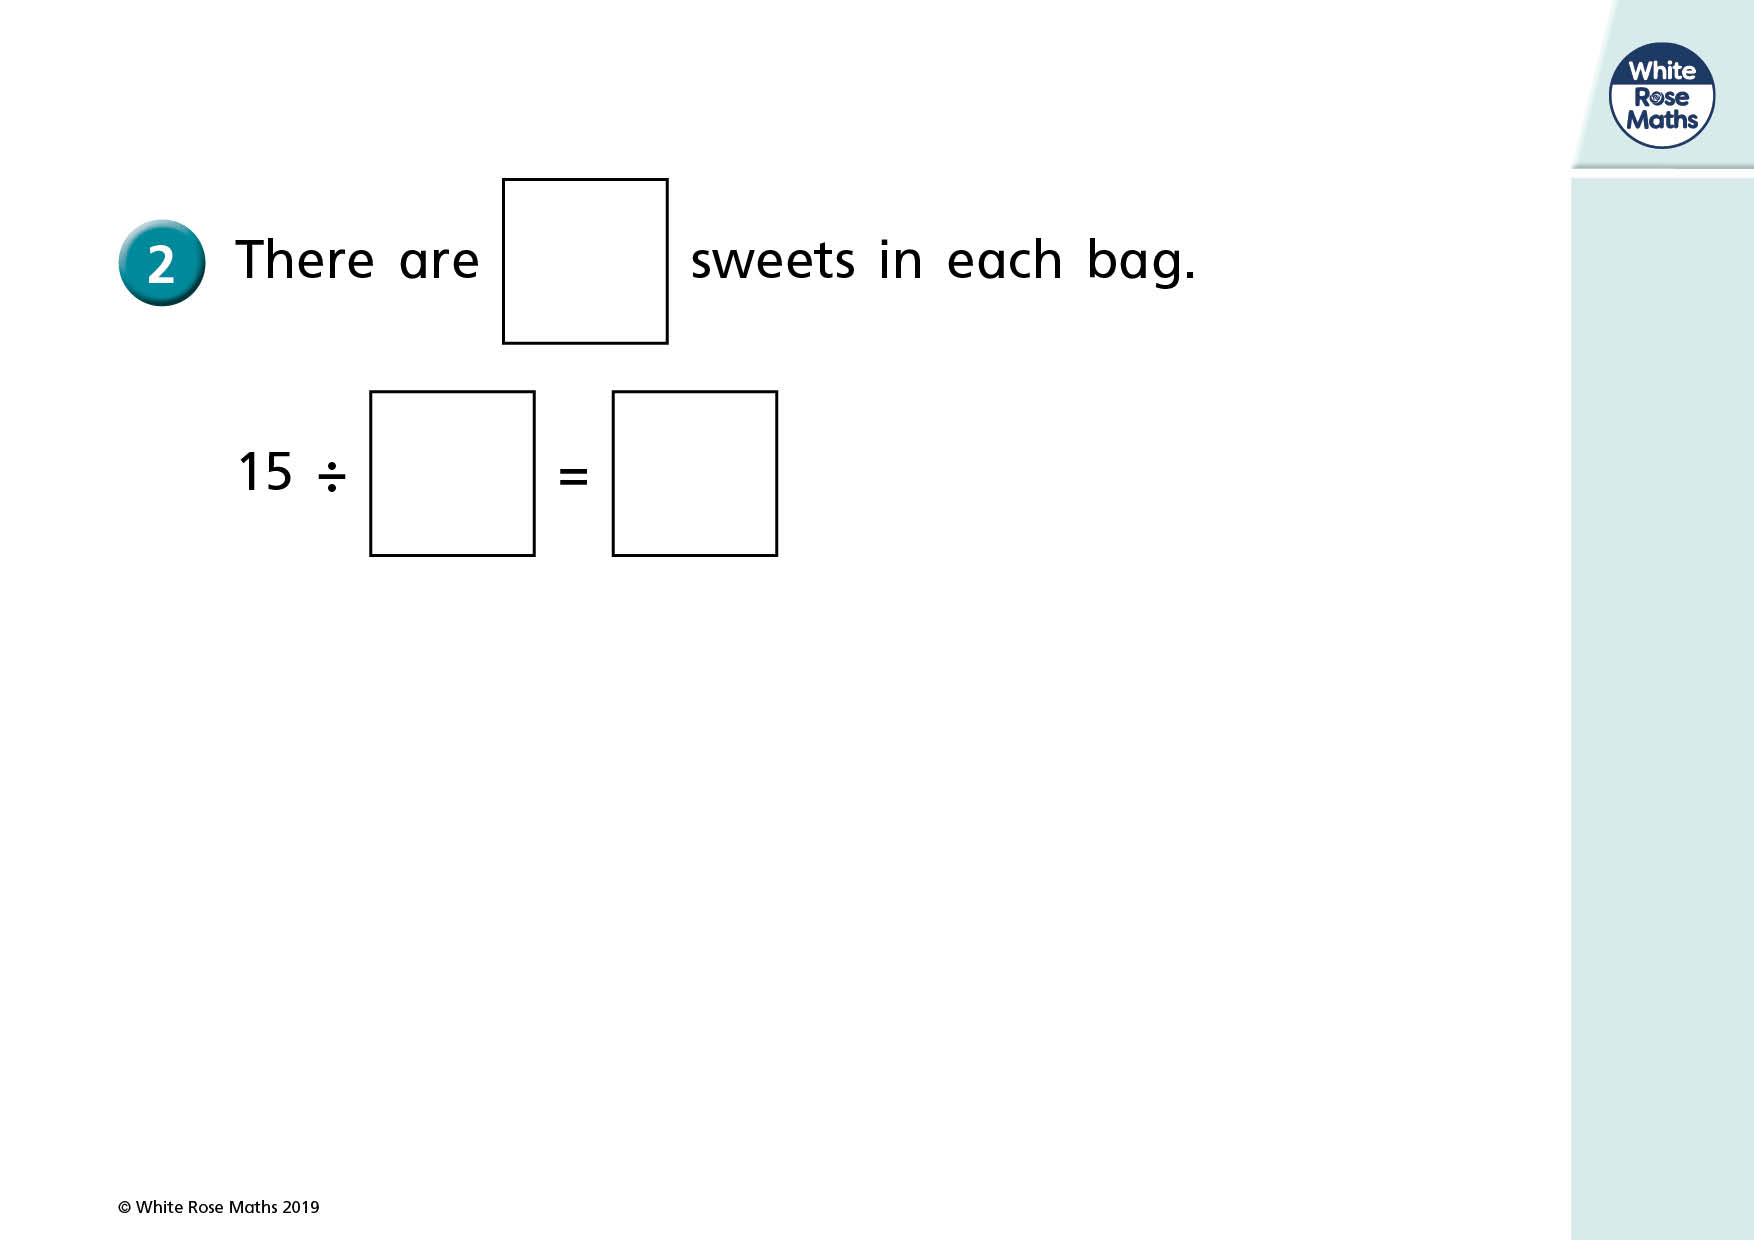 White
Rose
Maths
2 There are sweets in each bag.
15 ÷ =
© White Rose Maths 2019